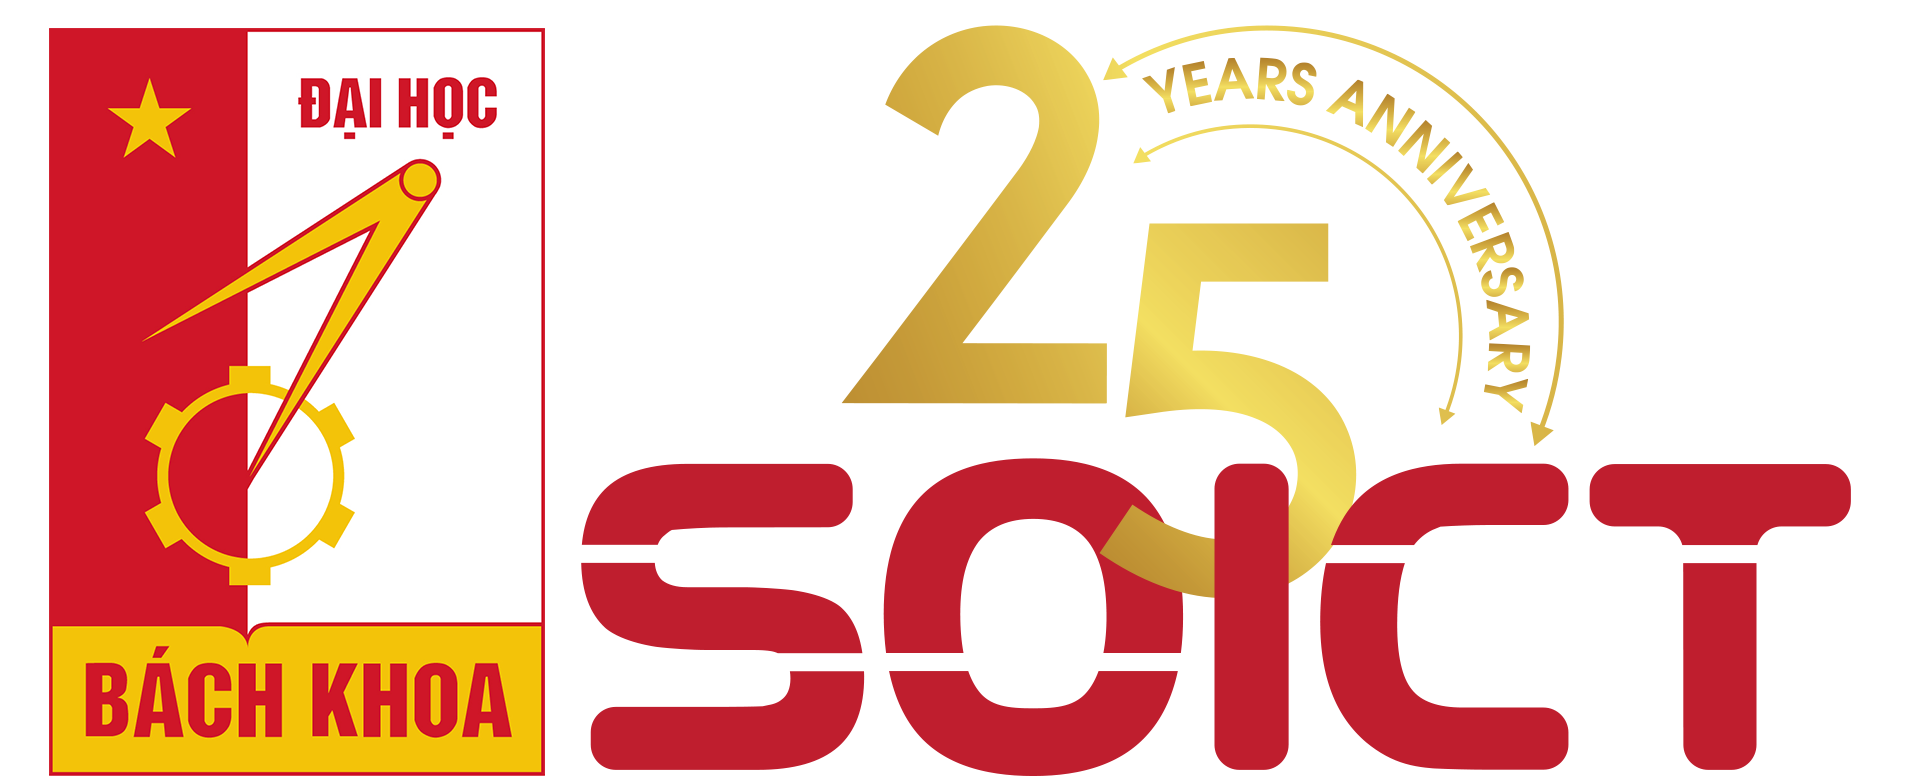 ĐẠI HỌC
BÁCH KHOA
25
YEARS ANNIVERSARY
SOICT